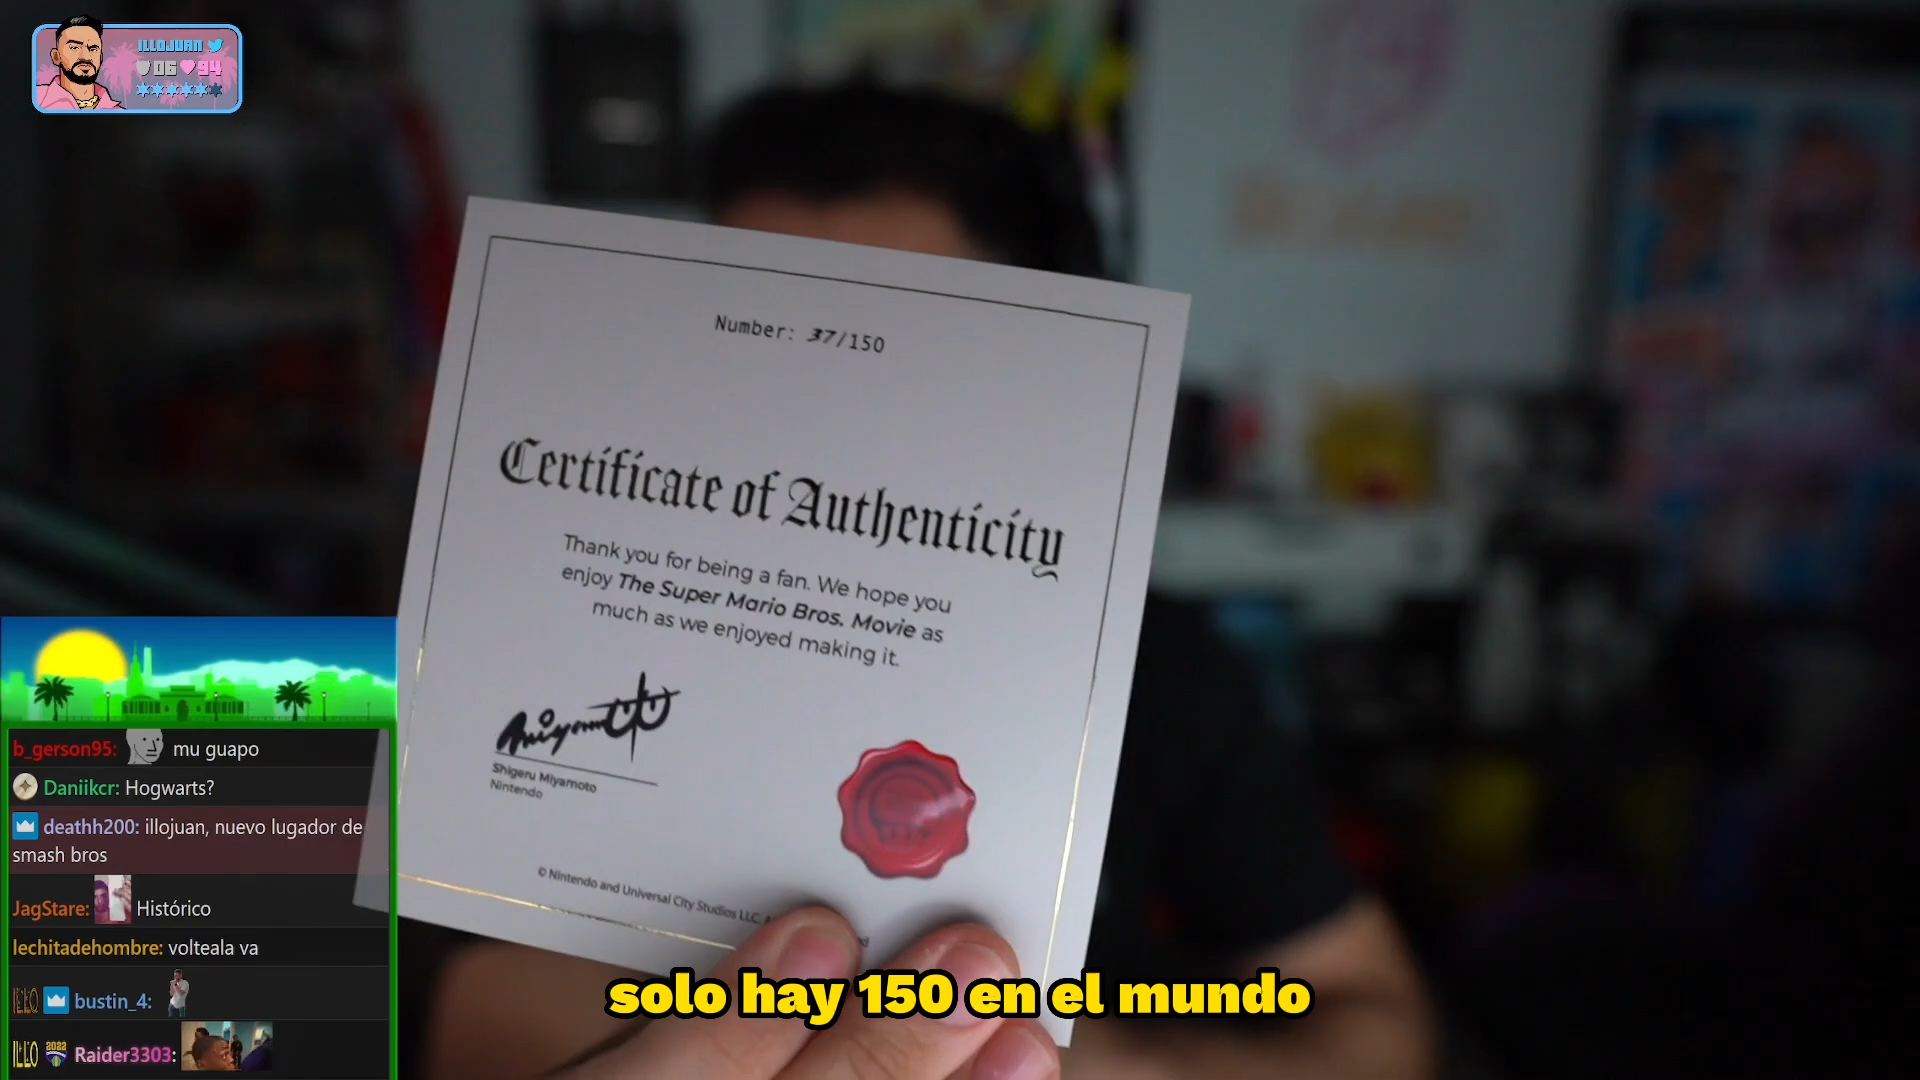 ILLOJUAN
06 94
Number: 37/150
Certificate of Authenticity
Thank you for being a fan. We hope you
enjoy The Super Mario Bros. Movie as
much as we enjoyed making it.
Shigeru Miyamoto
Nintendo
© Nintendo and Universal City Studios LLC.
b_gerson95: mu guapo
Daniikcr: Hogwarts?
deathh200: illojuan, nuevo lugador de
smash bros
JagStare: Histórico
lechitadehombre: volteala va
ILLO bustin_4:
ILLO 2022 Raider3303:
solo hay 150 en el mundo